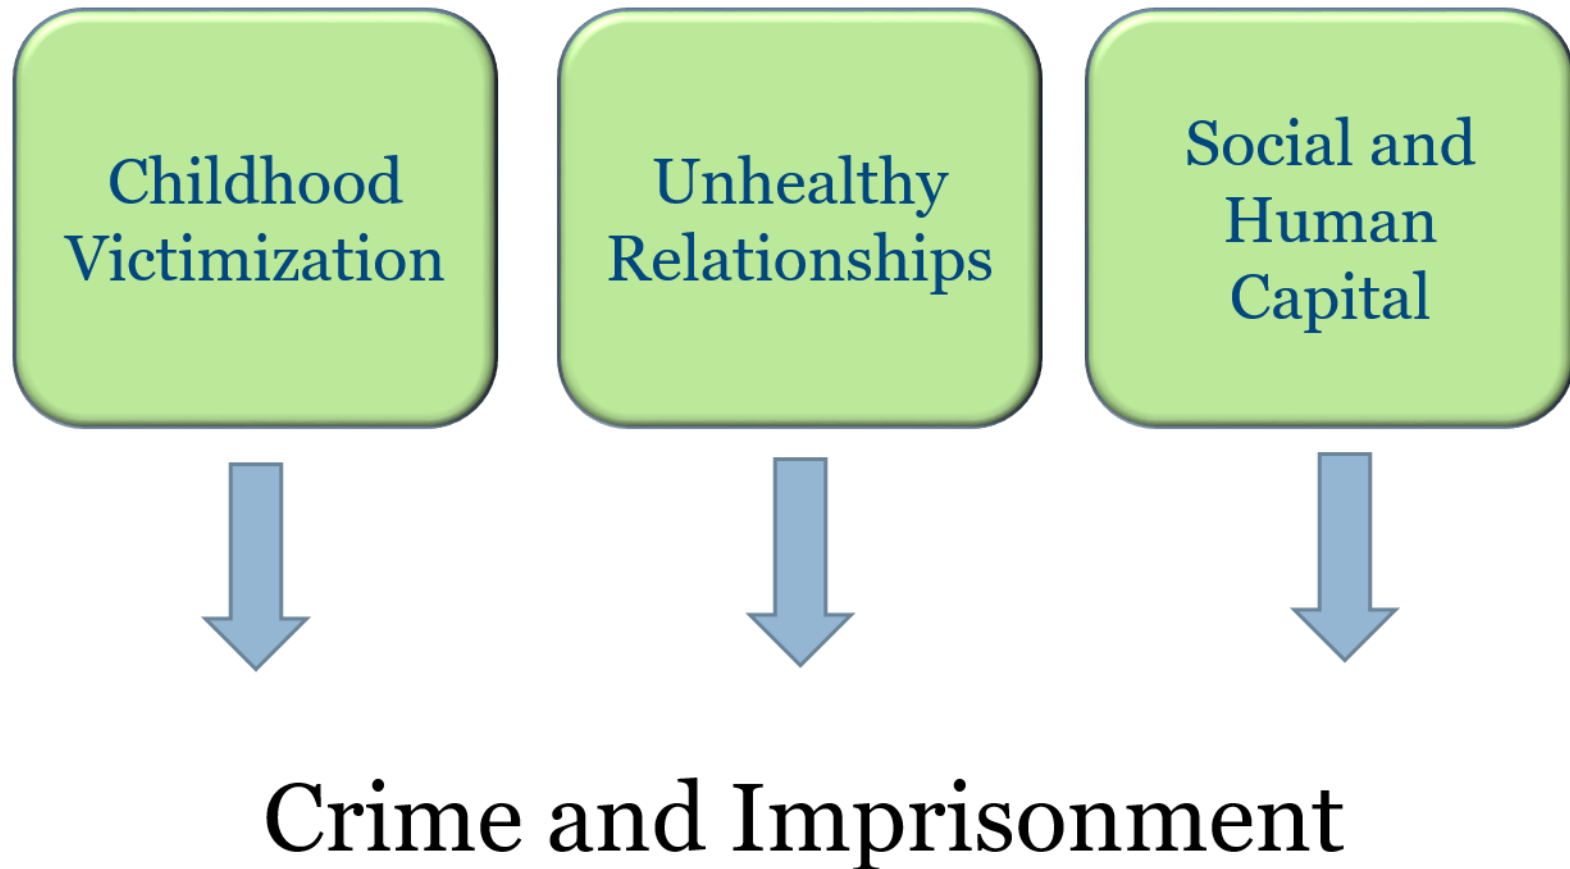 Childhood
Victimization
Unhealthy
Relationships
Social and
Human
Capital
Crime and Imprisonment